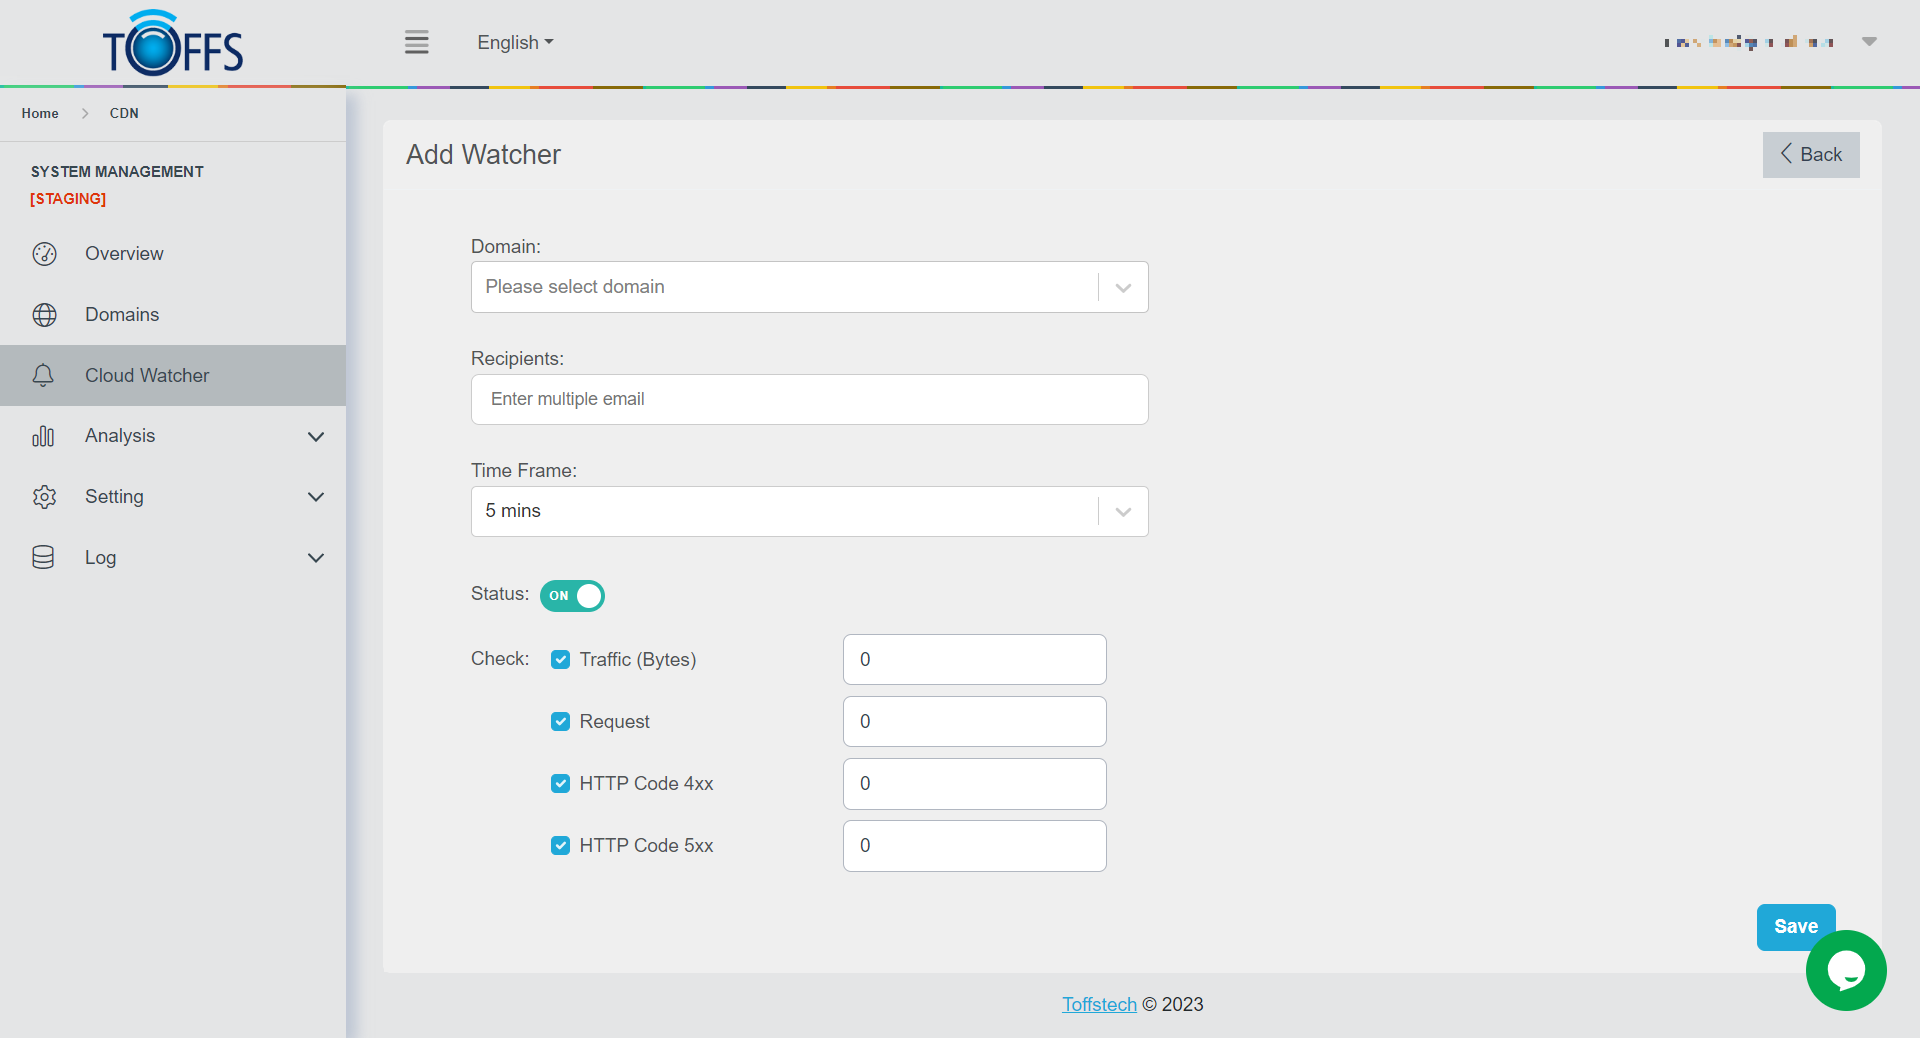 TOFFS
English
Home
CDN
SYSTEM MANAGEMENT
[STAGING]
Overview
Domains
Cloud Watcher
Analysis
Setting
Log
Add Watcher
Back
Domain:
Please select domain
Recipients:
Enter multiple email
Time Frame:
5 mins
Status: ON
Check: Traffic (Bytes) 0
Request 0
HTTP Code 4xx 0
HTTP Code 5xx 0
Save
Toffstech © 2023